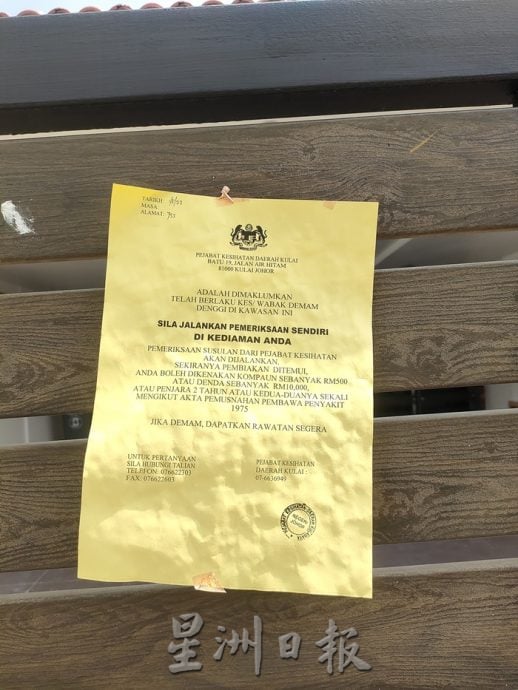 TARIKH:
MASA
ALAMAT: 753
PEJABAT KESIHATAN DAERAH KULAI
BATU 19, JALAN AIR HITAM
81000 KULAI JOHOR
ADALAH DIMAKLUMKAN
TELAH BERLAKU KES/ WABAK DEMAM
DENGGI DI KAWASAN INI
SILA JALANKAN PEMERIKSAAN SENDIRI
DI KEDIAMAN ANDA
PEMERIKSAAN SUSULAN DARI PEJABAT KESIHATAN
AKAN DIJALANKAN,
SEKIRANYA PEMBIAKAN DITEMUI,
ANDA BOLEH DIKENAKAN KOMPAUN SEBANYAK RM500
ATAU DENDA SEBANYAK RM10,000,
ATAU PENJARA 2 TAHUN ATAU KEDUA-DUANYA SEKALI
MENGIKUT AKTA PEMUSNAHAN PEMBAWA PENYAKIT
1975
JIKA DEMAM, DAPATKAN RAWATAN SEGERA
UNTUK PERTANYAAN
SILA HUBUNGI TALIAN
TELEFON: 076622703
FAX: 076622603
PEJABAT KESIHATAN
DAERAH KULAI :
07-6636949
NEGERI
JOHOR
星洲日報